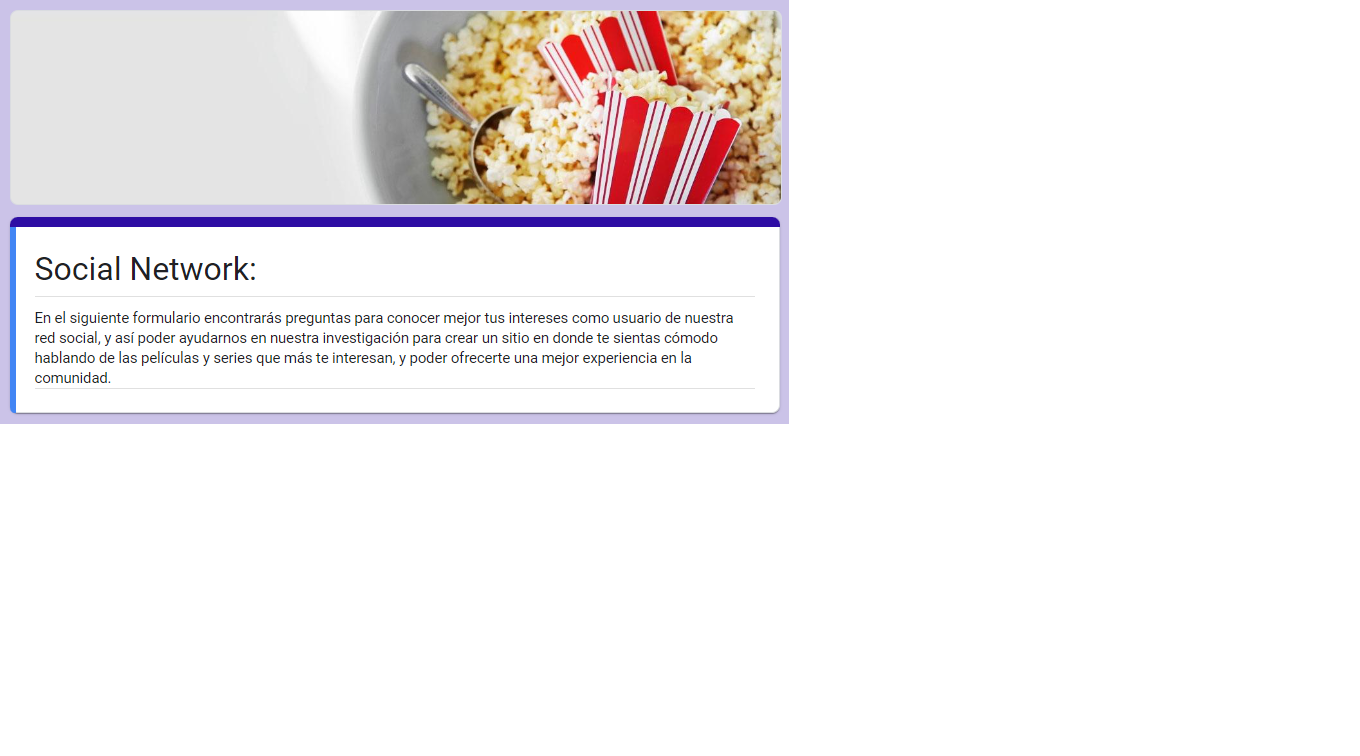 Social Network:
En el siguiente formulario encontrarás preguntas para conocer mejor tus intereses como usuario de nuestra
red social, y así poder ayudarnos en nuestra investigación para crear un sitio en donde te sientas cómodo
hablando de las películas y series que más te interesan, y poder ofrecerte una mejor experiencia en la
comunidad.